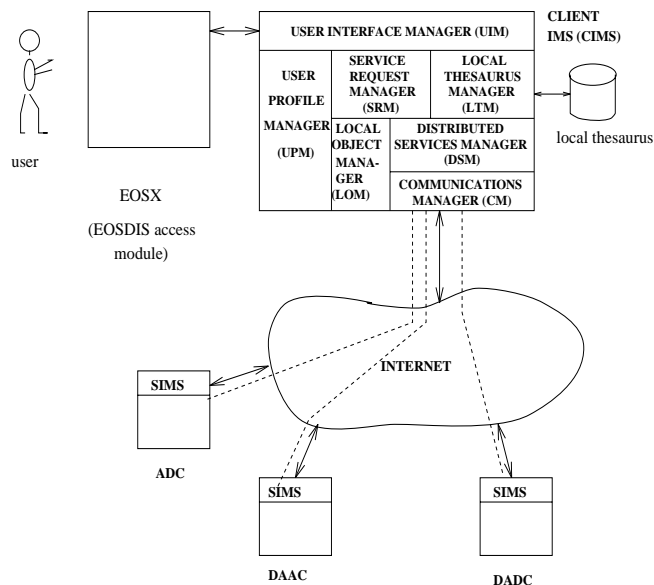 USER INTERFACE MANAGER (UIM)
CLIENT
IMS (CIMS)
USER
PROFILE
MANAGER
(UPM)
SERVICE
REQUEST
MANAGER
(SRM)
LOCAL
THESAURUS
MANAGER
(LTM)
LOCAL
OBJECT
MANA-
GER
(LOM)
DISTRIBUTED
SERVICES MANAGER
(DSM)
COMMUNICATIONS
MANAGER (CM)
local thesaurus
user
EOSX
(EOSDIS access
module)
INTERNET
SIMS
ADC
SIMS
DAAC
SIMS
DADC